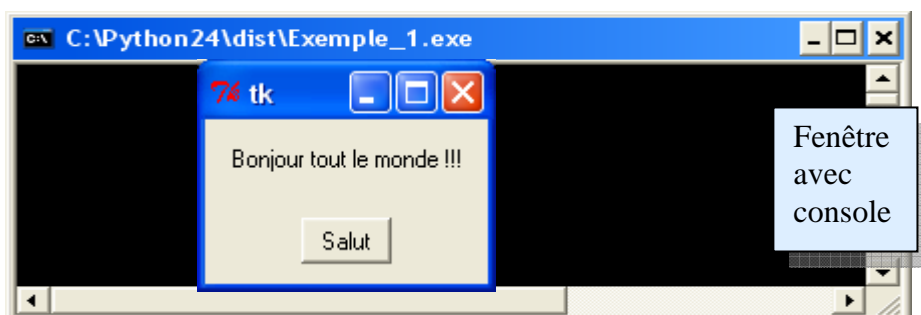 C:\Python24\dist\Exemple_1.exe
tk
Bonjour tout le monde !!!
Salut
Fenêtre
avec
console